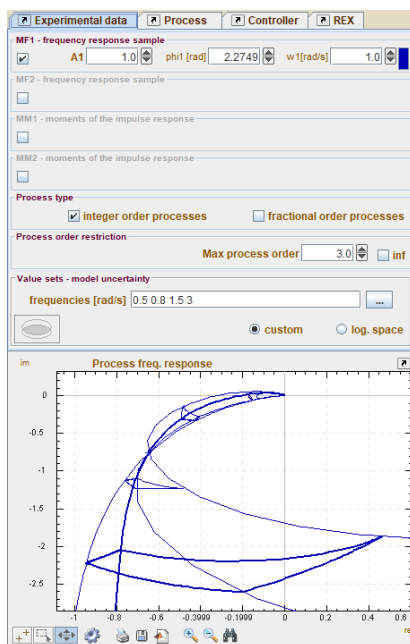 Experimental data Process Controller REX
MF1 - frequency response sample
A1 1.0 phi1 [rad] 2.2749 w1[rad/s] 1.0
MF2 - frequency response sample
MM1 - moments of the impulse response
MM2 - moments of the impulse response
Process type
integer order processes fractional order processes
Process order restriction
Max process order 3.0 inf
Value sets - model uncertainty
frequencies [rad/s] 0.5 0.8 1.5 3 ...
custom log. space
im Process freq. response
0
-0.5
-1
-1.5
-2
-2.5
-1 -0.8 -0.6 -0.3999 -0.1999 0 0.2 0.4 0.6